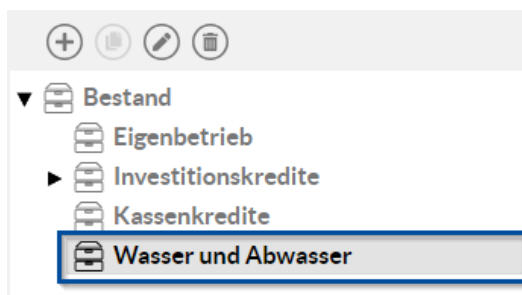 Bestand
Eigenbetrieb
Investitionskredite
Kassenkredite
Wasser und Abwasser